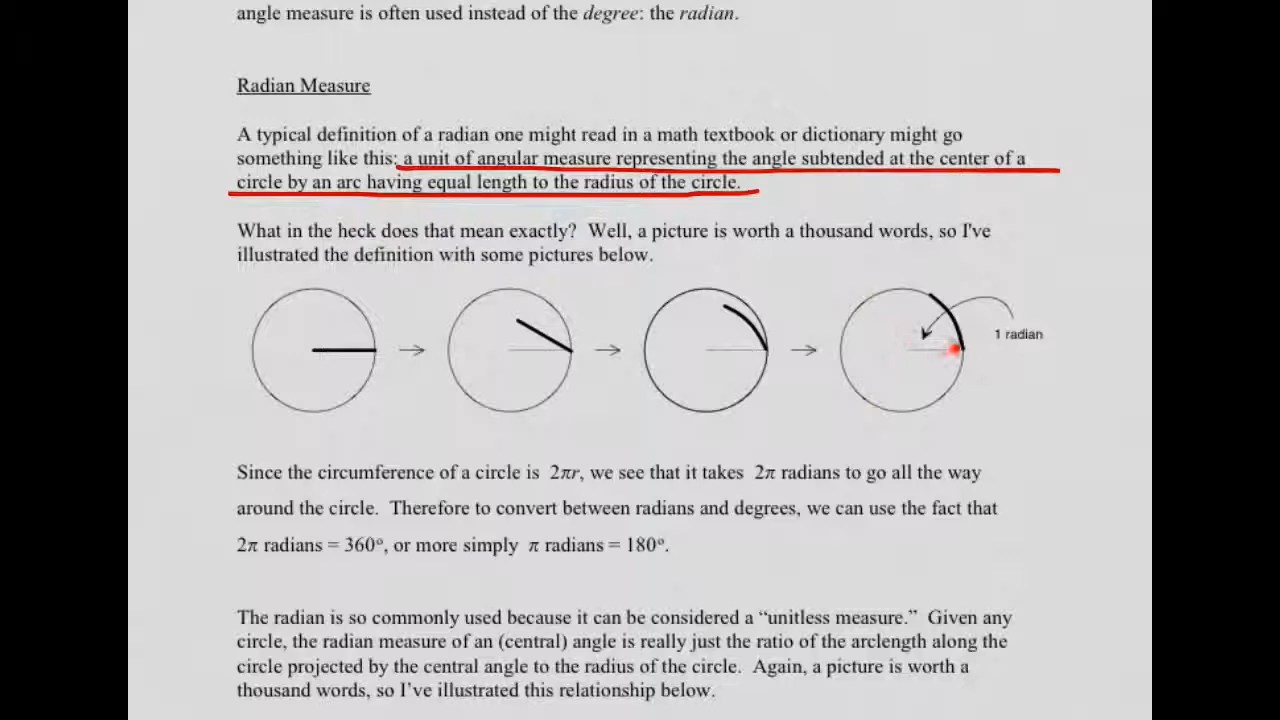 angle measure is often used instead of the degree: the radian.
Radian Measure
A typical definition of a radian one might read in a math textbook or dictionary might go
something like this: a unit of angular measure representing the angle subtended at the center of a
circle by an arc having equal length to the radius of the circle.
What in the heck does that mean exactly? Well, a picture is worth a thousand words, so I've
illustrated the definition with some pictures below.
1 radian
Since the circumference of a circle is 2πr, we see that it takes 2π radians to go all the way
around the circle. Therefore to convert between radians and degrees, we can use the fact that
2π radians = 360°, or more simply π radians = 180°.
The radian is so commonly used because it can be considered a “unitless measure.” Given any
circle, the radian measure of an (central) angle is really just the ratio of the arclength along the
circle projected by the central angle to the radius of the circle. Again, a picture is worth a
thousand words, so I’ve illustrated this relationship below.